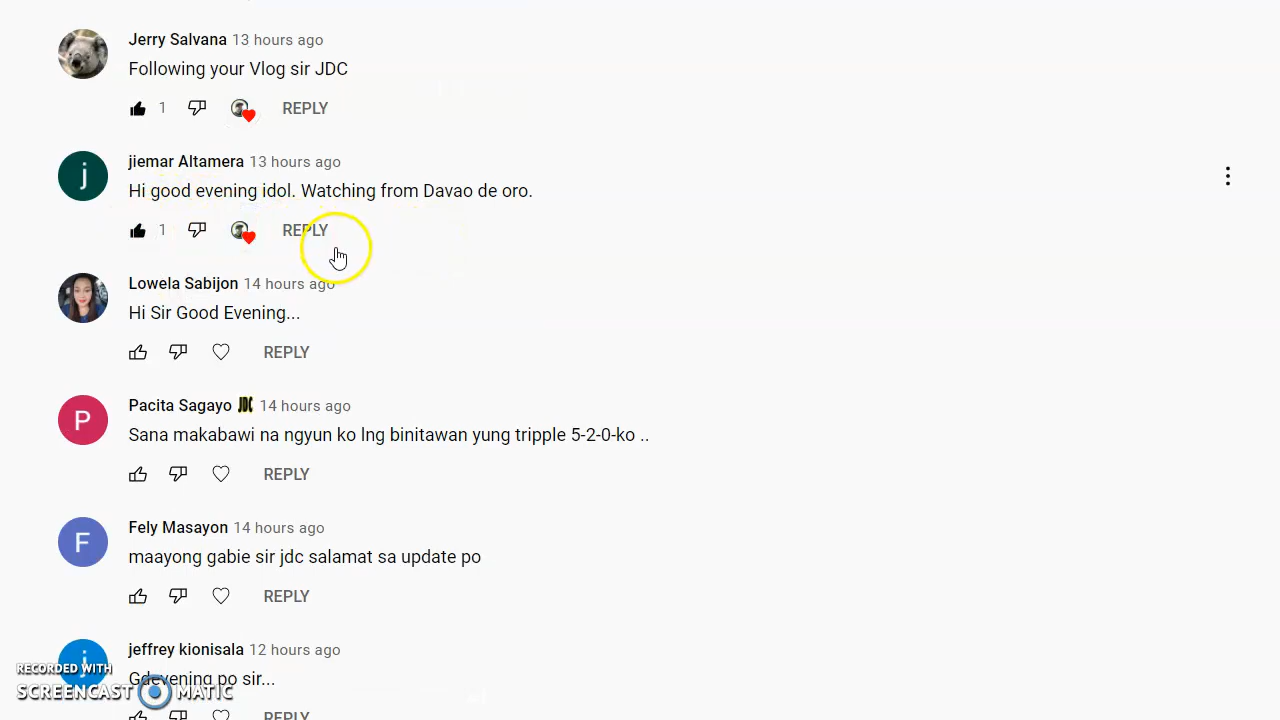 Jerry Salvana 13 hours ago
Following your Vlog sir JDC
1 REPLY
jiemar Altamera 13 hours ago
Hi good evening idol. Watching from Davao de oro.
1 REPLY
Lowela Sabijon 14 hours ago
Hi Sir Good Evening...
REPLY
P
Pacita Sagayo JDC 14 hours ago
Sana makabawi na ngyun ko lng binitawan yung tripple 5-2-0-ko ..
REPLY
F
Fely Masayon 14 hours ago
maayong gabie sir jdc salamat sa update po
REPLY
j
jeffrey kionisala 12 hours ago
Gdevening po sir...
REPLY
j
RECORDED WITH
SCREENCAST MATIC